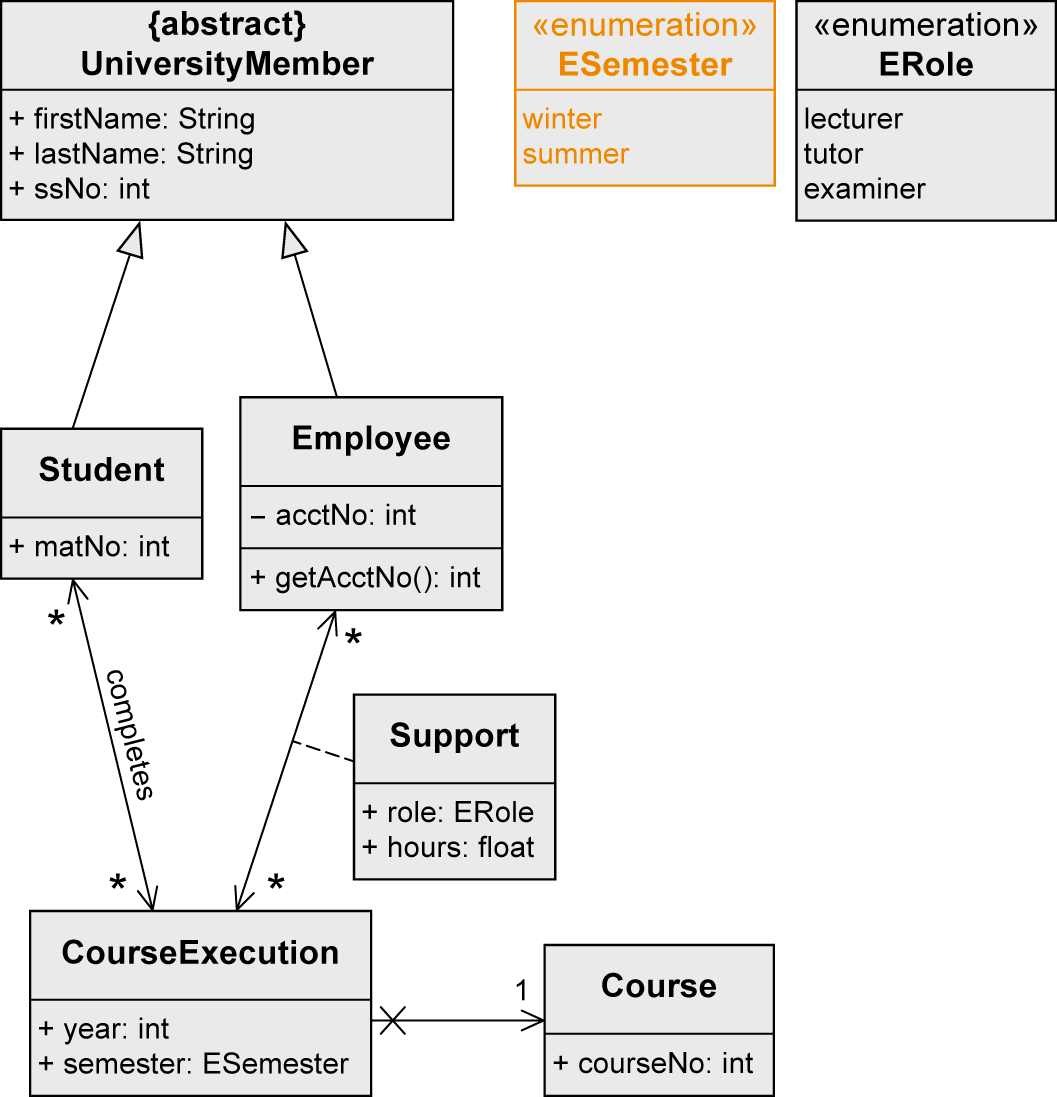 {abstract}
UniversityMember
+ firstName: String
+ lastName: String
+ ssNo: int
«enumeration»
ESemester
winter
summer
«enumeration»
ERole
lecturer
tutor
examiner
Student
+ matNo: int
Employee
– acctNo: int
+ getAcctNo(): int
*
*
completes
Support
+ role: ERole
+ hours: float
*
*
CourseExecution
+ year: int
+ semester: ESemester
1
Course
+ courseNo: int